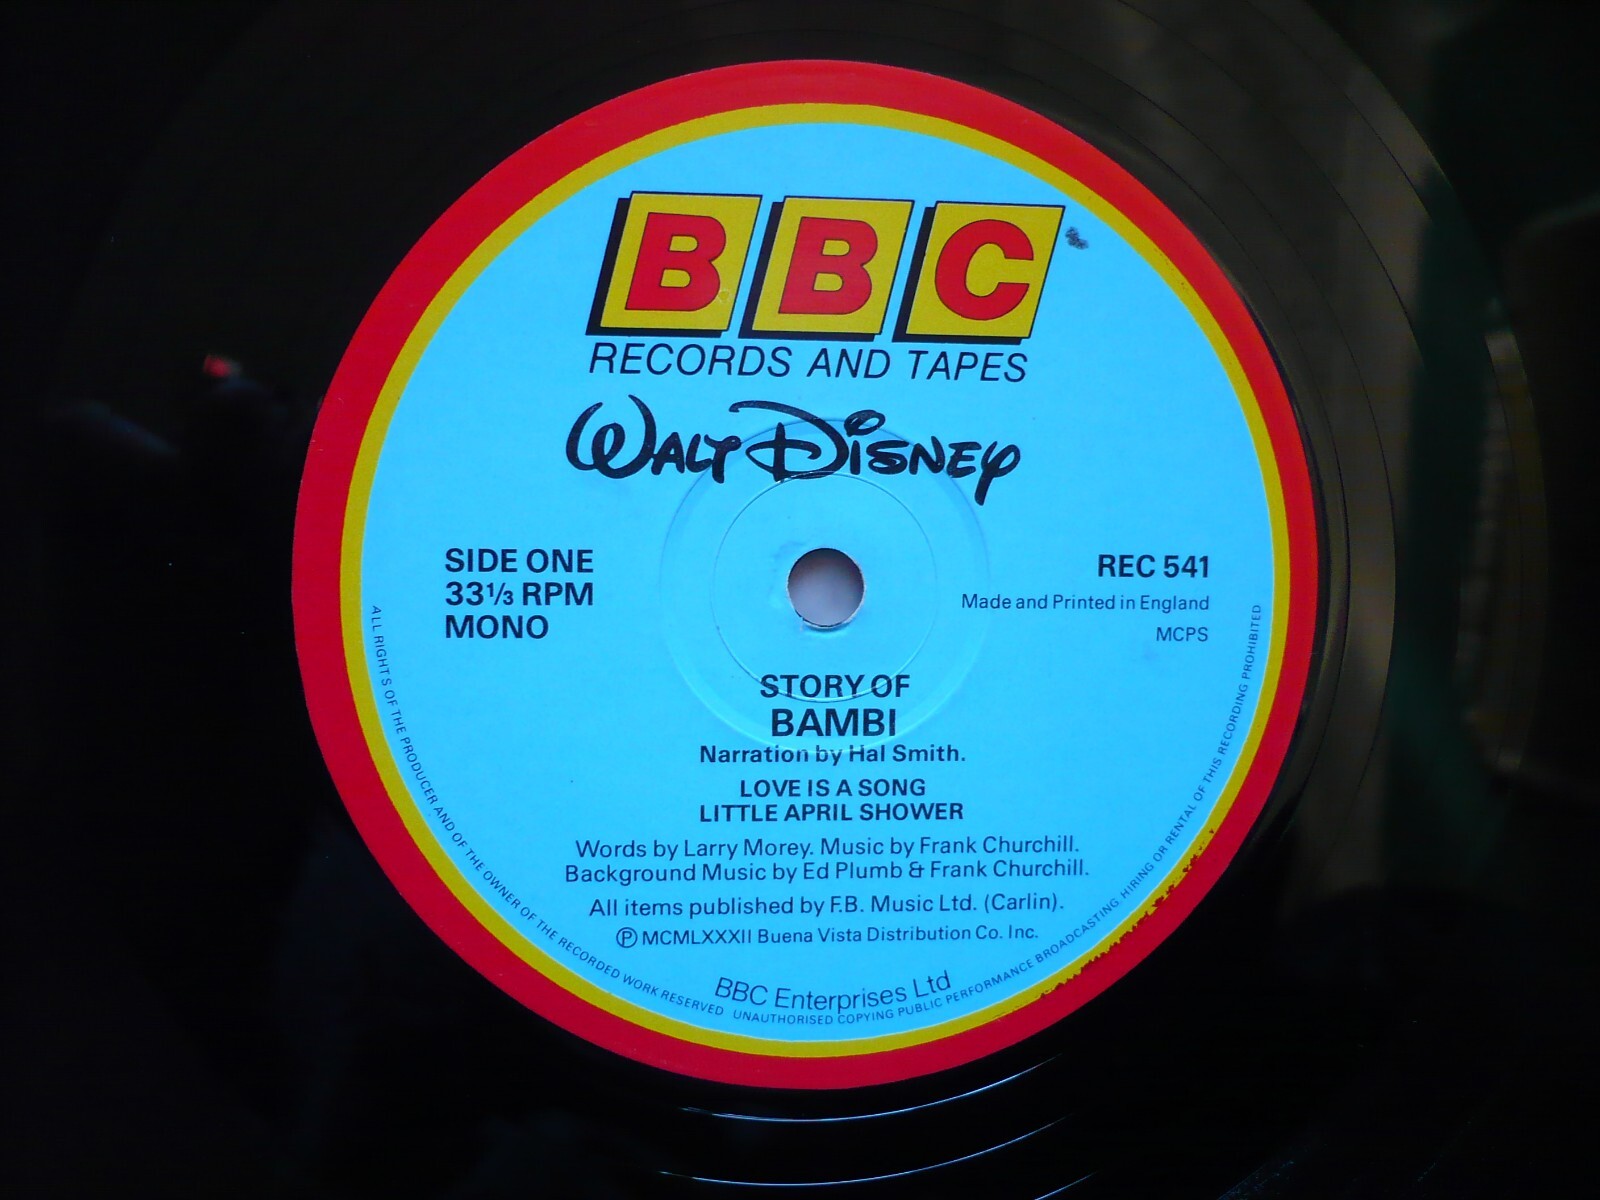 BBC
RECORDS AND TAPES
WALT DISNEY
SIDE ONE
33⅓ RPM
MONO
REC 541
Made and Printed in England
MCPS
STORY OF
BAMBI
Narration by Hal Smith.
LOVE IS A SONG
LITTLE APRIL SHOWER
Words by Larry Morey. Music by Frank Churchill.
Background Music by Ed Plumb & Frank Churchill.
All items published by F.B. Music Ltd. (Carlin).
Ⓟ MCMLXXXII Buena Vista Distribution Co. Inc.
BBC Enterprises Ltd
ALL RIGHTS OF THE PRODUCER AND OF THE OWNER OF THE RECORDED WORK RESERVED UNAUTHORISED COPYING PUBLIC PERFORMANCE BROADCASTING, HIRING OR RENTAL OF THIS RECORDING PROHIBITED